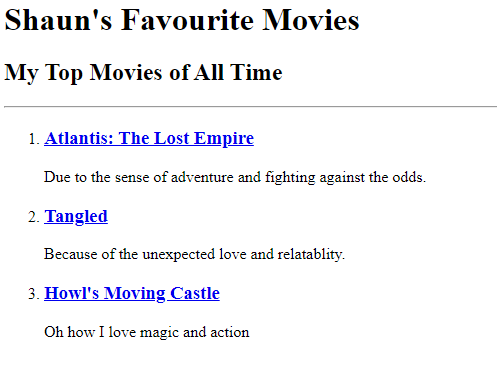 Shaun's Favourite Movies
My Top Movies of All Time
1. Atlantis: The Lost Empire
Due to the sense of adventure and fighting against the odds.
2. Tangled
Because of the unexpected love and relatablity.
3. Howl's Moving Castle
Oh how I love magic and action